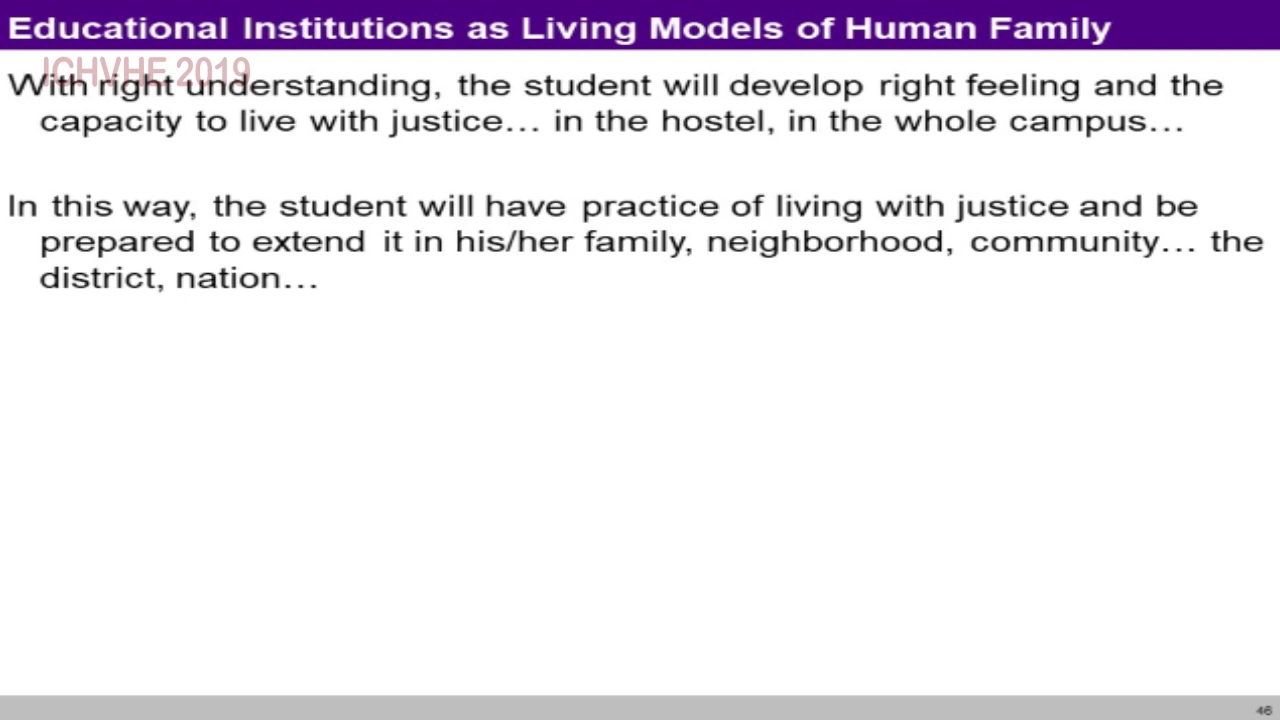 Educational Institutions as Living Models of Human Family
ICHVHE 2019
With right understanding, the student will develop right feeling and the
capacity to live with justice… in the hostel, in the whole campus…
In this way, the student will have practice of living with justice and be
prepared to extend it in his/her family, neighborhood, community… the
district, nation…
46